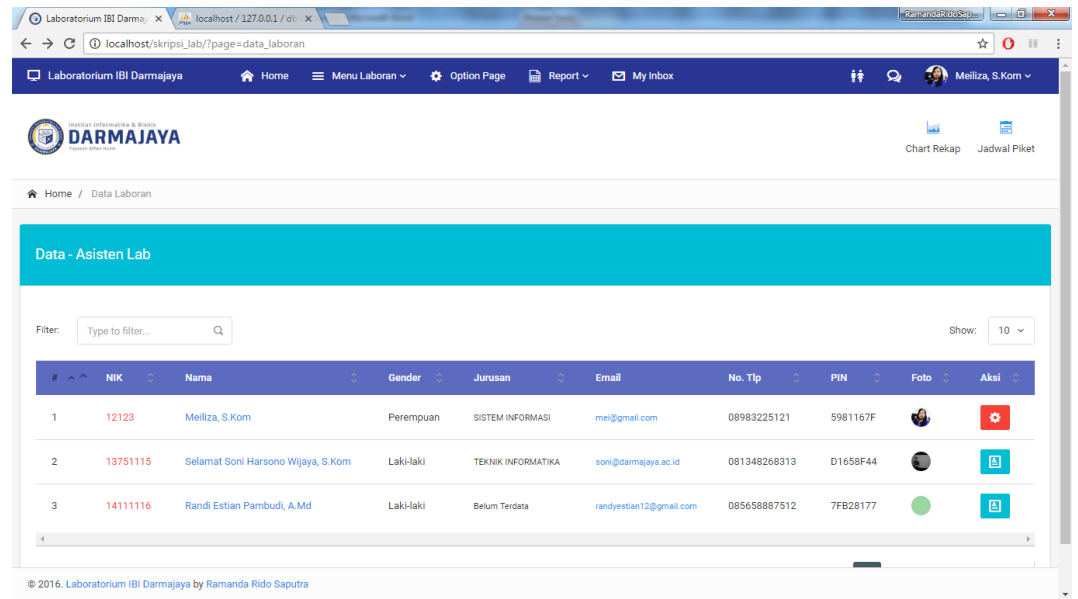 Laboratorium IBI Darmaj
localhost / 127.0.0.1 / db
RamandaRidoSap...
localhost/skripsi_lab/?page=data_laboran
Laboratorium IBI Darmajaya Home Menu Laboran Option Page Report My Inbox Meiliza, S.Kom
Institut Informatika & Bisnis
DARMAJAYA
Yayasan Alfian Husin
Chart Rekap Jadwal Piket
Home / Data Laboran
Data - Asisten Lab
Filter: Type to filter... Show: 10
# NIK Nama Gender Jurusan Email No. Tlp PIN Foto Aksi
1 12123 Meiliza, S.Kom Perempuan SISTEM INFORMASI mei@gmail.com 08983225121 5981167F
2 13751115 Selamat Soni Harsono Wijaya, S.Kom Laki-laki TEKNIK INFORMATIKA soni@darmajaya.ac.id 081348268313 D1658F44
3 14111116 Randi Estian Pambudi, A.Md Laki-laki Belum Terdata randyestian12@gmail.com 085658887512 7FB28177
© 2016. Laboratorium IBI Darmajaya by Ramanda Rido Saputra